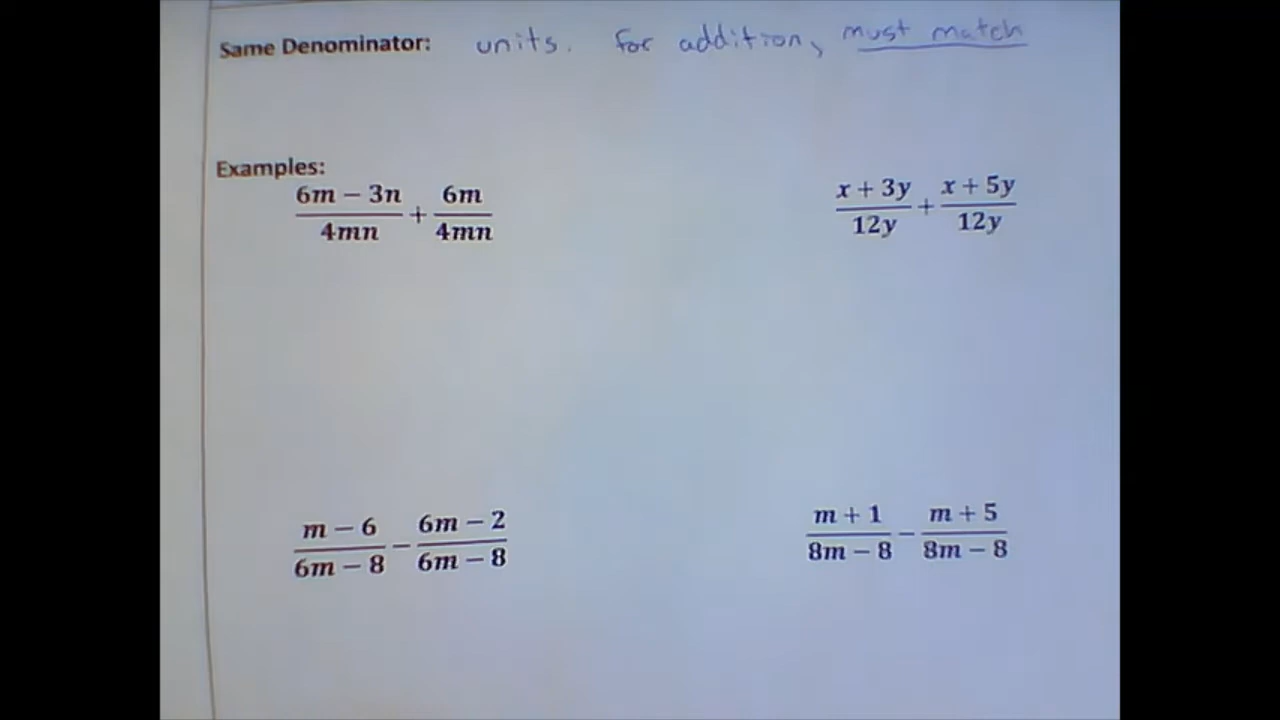 Same Denominator: units. For addition, must match
Examples:
(6m − 3n)/(4mn) + (6m)/(4mn)
(x + 3y)/(12y) + (x + 5y)/(12y)
(m − 6)/(6m − 8) − (6m − 2)/(6m − 8)
(m + 1)/(8m − 8) − (m + 5)/(8m − 8)